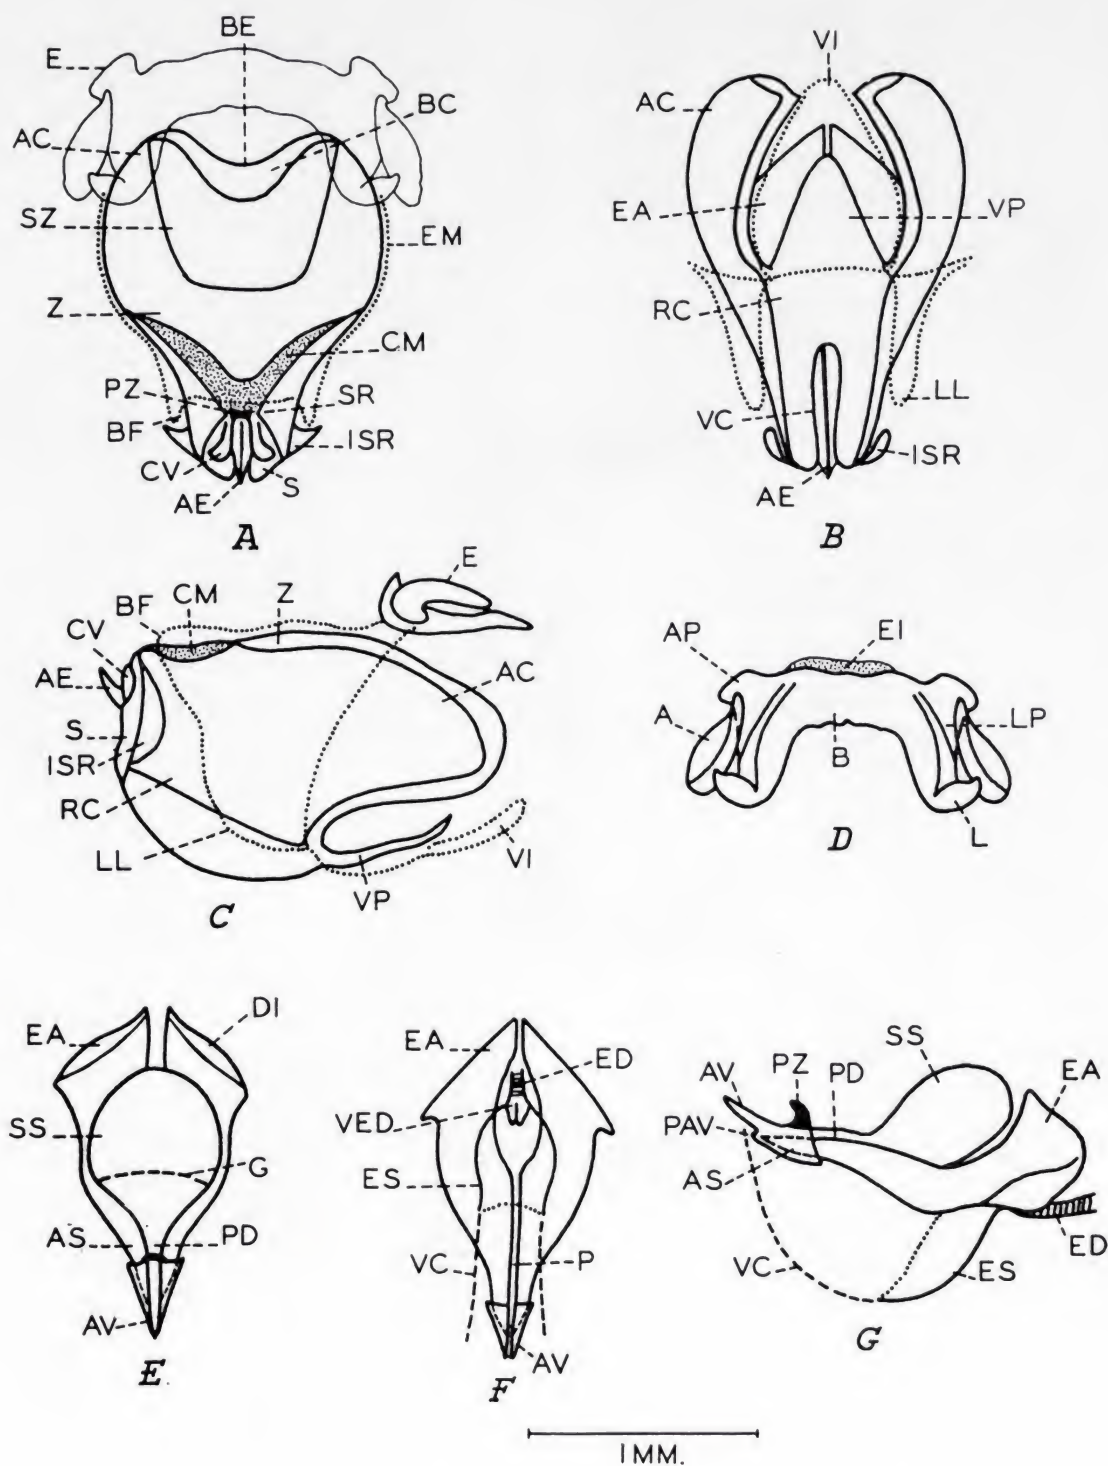 BE
E
BC
AC
SZ
EM
Z
CM
PZ
SR
BF
ISR
CV
S
AE
A
VI
AC
EA
VP
RC
LL
VC
ISR
AE
B
E
Z
CM
BF
CV
AE
AC
S
ISR
RC
LL
VP
VI
C
EI
AP
A
LP
B
L
D
EA
DI
SS
G
AS
PD
AV
E.
EA
ED
VED
ES
VC
P
AV
F
SS
PZ
PD
AV
EA
PAV
AS
ED
VC
ES
G
1 MM.